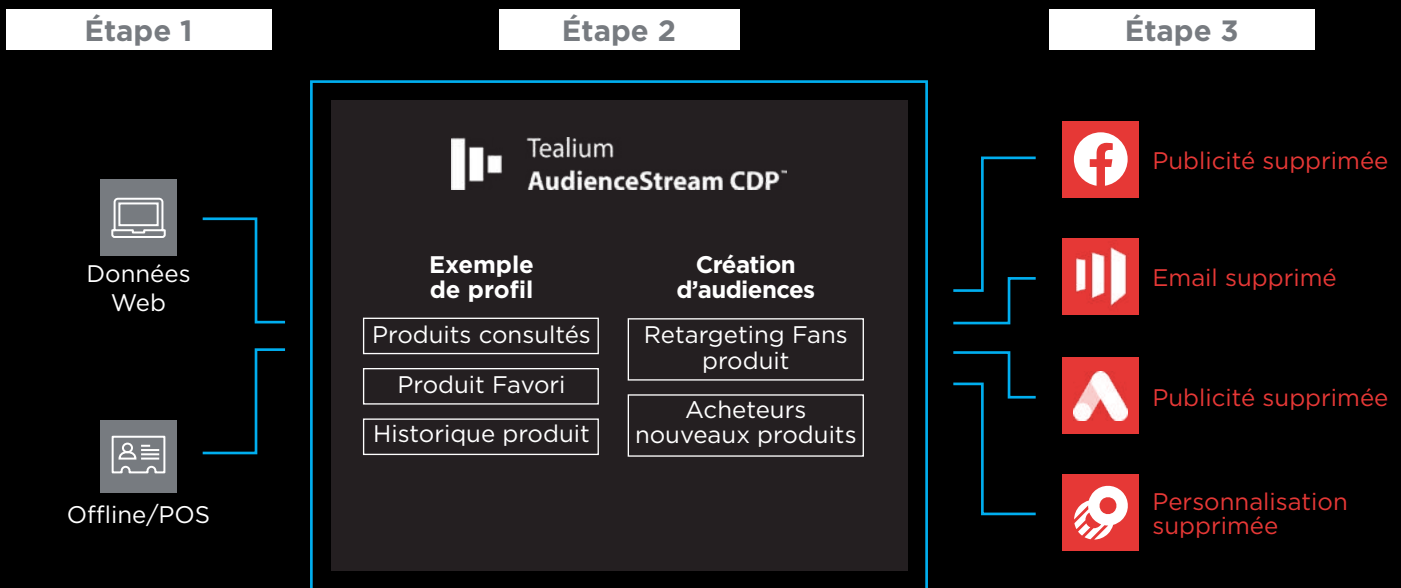 Étape 1
Étape 2
Étape 3
Tealium
AudienceStream CDP™
Données
Web
Offline/POS
Exemple
de profil
Produits consultés
Produit Favori
Historique produit
Création
d'audiences
Retargeting Fans
produit
Acheteurs
nouveaux produits
Publicité supprimée
Email supprimé
Publicité supprimée
Personnalisation
supprimée